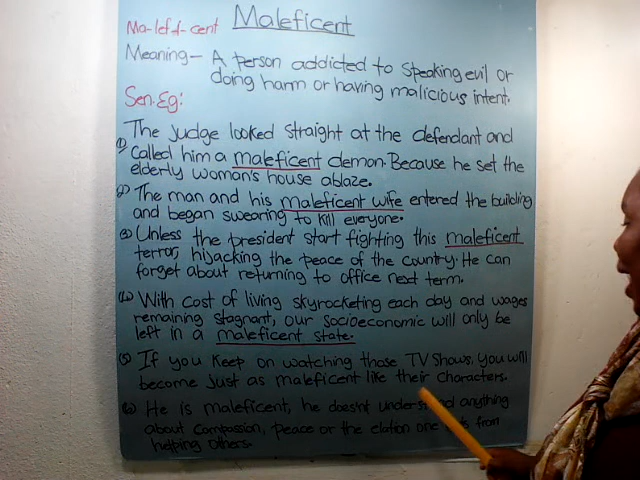 Maleficent
Ma-lef-i-cent
Meaning- A person addicted to speaking evil or
doing harm or having malicious intent.
Sen. Eg:
(1) The judge looked straight at the defendant and
called him a maleficent demon. Because he set the
elderly woman's house ablaze.
(2) The man and his maleficent wife entered the building
and began swearing to kill everyone.
(3) Unless the president start fighting this maleficent
terror, hijacking the peace of the country. He can
forget about returning to office next term.
(4) With cost of living skyrocketing each day and wages
remaining stagnant, our socioeconomic will only be
left in a maleficent state.
(5) If you keep on watching those TV Shows, you will
become just as maleficent like their characters.
(6) He is maleficent, he doesn't understand anything
about compassion, peace or the elation one from
helping others.